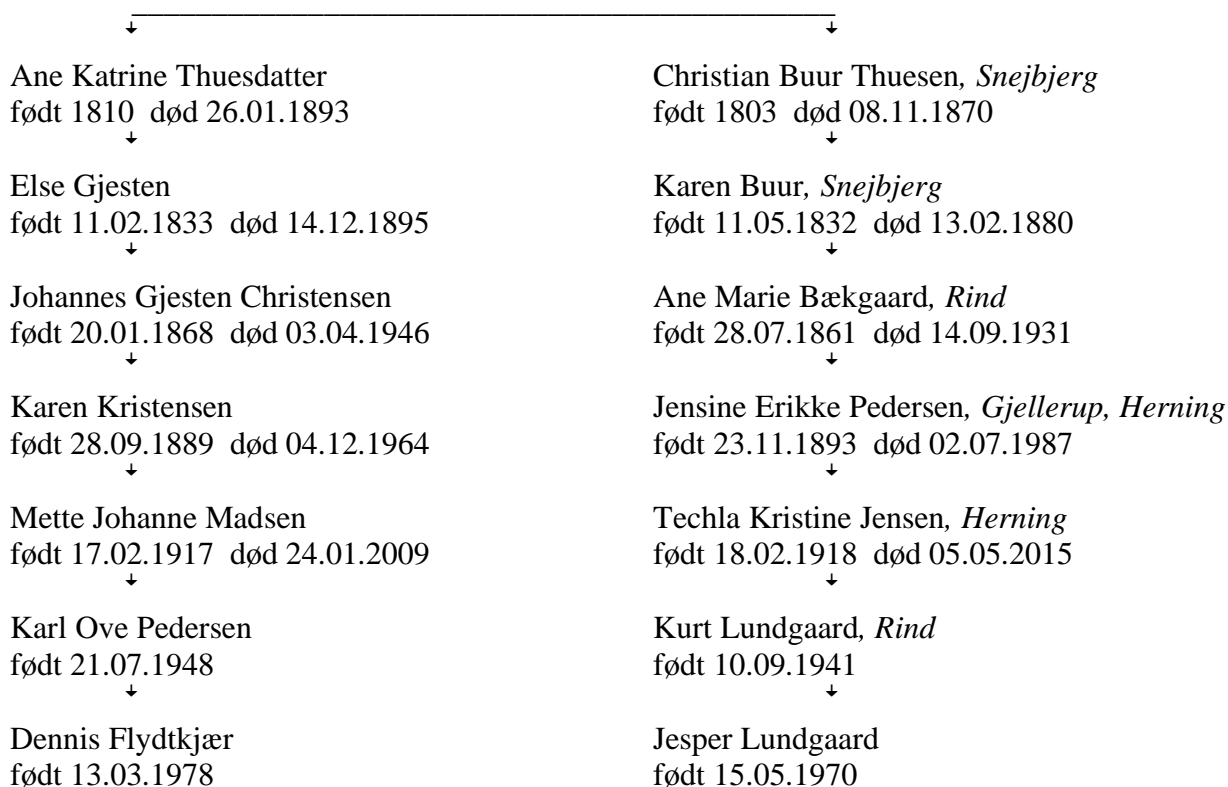 Ane Katrine Thuesdatter
født 1810 død 26.01.1893
Else Gjesten
født 11.02.1833 død 14.12.1895
Johannes Gjesten Christensen
født 20.01.1868 død 03.04.1946
Karen Kristensen
født 28.09.1889 død 04.12.1964
Mette Johanne Madsen
født 17.02.1917 død 24.01.2009
Karl Ove Pedersen
født 21.07.1948
Dennis Flydtkjær
født 13.03.1978
Christian Buur Thuesen, Snejbjerg
født 1803 død 08.11.1870
Karen Buur, Snejbjerg
født 11.05.1832 død 13.02.1880
Ane Marie Bækgaard, Rind
født 28.07.1861 død 14.09.1931
Jensine Erikke Pedersen, Gjellerup, Herning
født 23.11.1893 død 02.07.1987
Techla Kristine Jensen, Herning
født 18.02.1918 død 05.05.2015
Kurt Lundgaard, Rind
født 10.09.1941
Jesper Lundgaard
født 15.05.1970